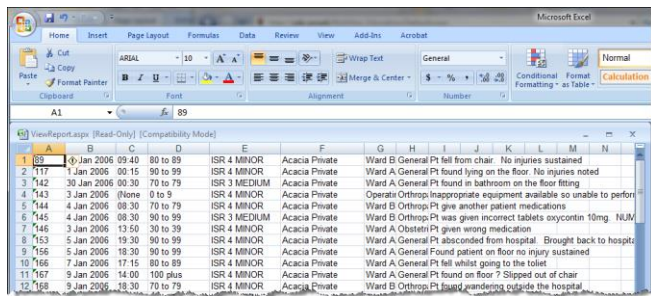 Microsoft Excel
Home Insert Page Layout Formulas Data Review View Add-Ins Acrobat
Cut
Copy
Format Painter
Paste
ARIAL 10 A A
B I U A
Wrap Text
Merge & Center
General
$ % ,
Conditional Formatting
Format as Table
Normal
Calculation
Clipboard Font Alignment Number
A1 fx 89
ViewReport.aspx [Read-Only] [Compatibility Mode]
A B C D E F G H I J K L M N
1 89 Jan 2006 09:40 80 to 89 ISR 4 MINOR Acacia Private Ward B General Pt fell from chair. No injuries sustained
2 117 1 Jan 2006 00:15 90 to 99 ISR 4 MINOR Acacia Private Ward A General Pt found lying on the floor. No injuries noted
3 142 30 Jan 2006 00:30 70 to 79 ISR 3 MEDIUM Acacia Private Ward A General Pt found in bathroom on the floor fitting
4 143 3 Jan 2006 (None 0 to 9 ISR 4 MINOR Acacia Private Operati Orthrop Inappropriate equipment available so unable to perform
5 144 4 Jan 2006 08:30 70 to 79 ISR 4 MINOR Acacia Private Ward B Orthrop Pt give another patient medications
6 145 4 Jan 2006 08:30 90 to 99 ISR 3 MEDIUM Acacia Private Ward B Orthrop Pt was given incorrect tablets oxycontin 10mg. NUM
7 146 3 Jan 2006 13:50 30 to 39 ISR 4 MINOR Acacia Private Ward A Obstetri Pt given wrong medication
8 153 5 Jan 2006 19:30 90 to 99 ISR 4 MINOR Acacia Private Ward A General Pt absconded from hospital. Brought back to hospita
9 156 5 Jan 2006 18:30 90 to 99 ISR 4 MINOR Acacia Private Ward A General Found patient on floor no injury sustained
10 166 7 Jan 2006 17:15 80 to 89 ISR 4 MINOR Acacia Private Ward A General Pt fell whilst going to the toliet
11 167 9 Jan 2006 14:00 100 plus ISR 4 MINOR Acacia Private Ward A General Pt found on floor ? Slipped out of chair
12 168 9 Jan 2006 18:30 70 to 79 ISR 4 MINOR Acacia Private Ward B Orthrop Pt found wandering outside the hospital